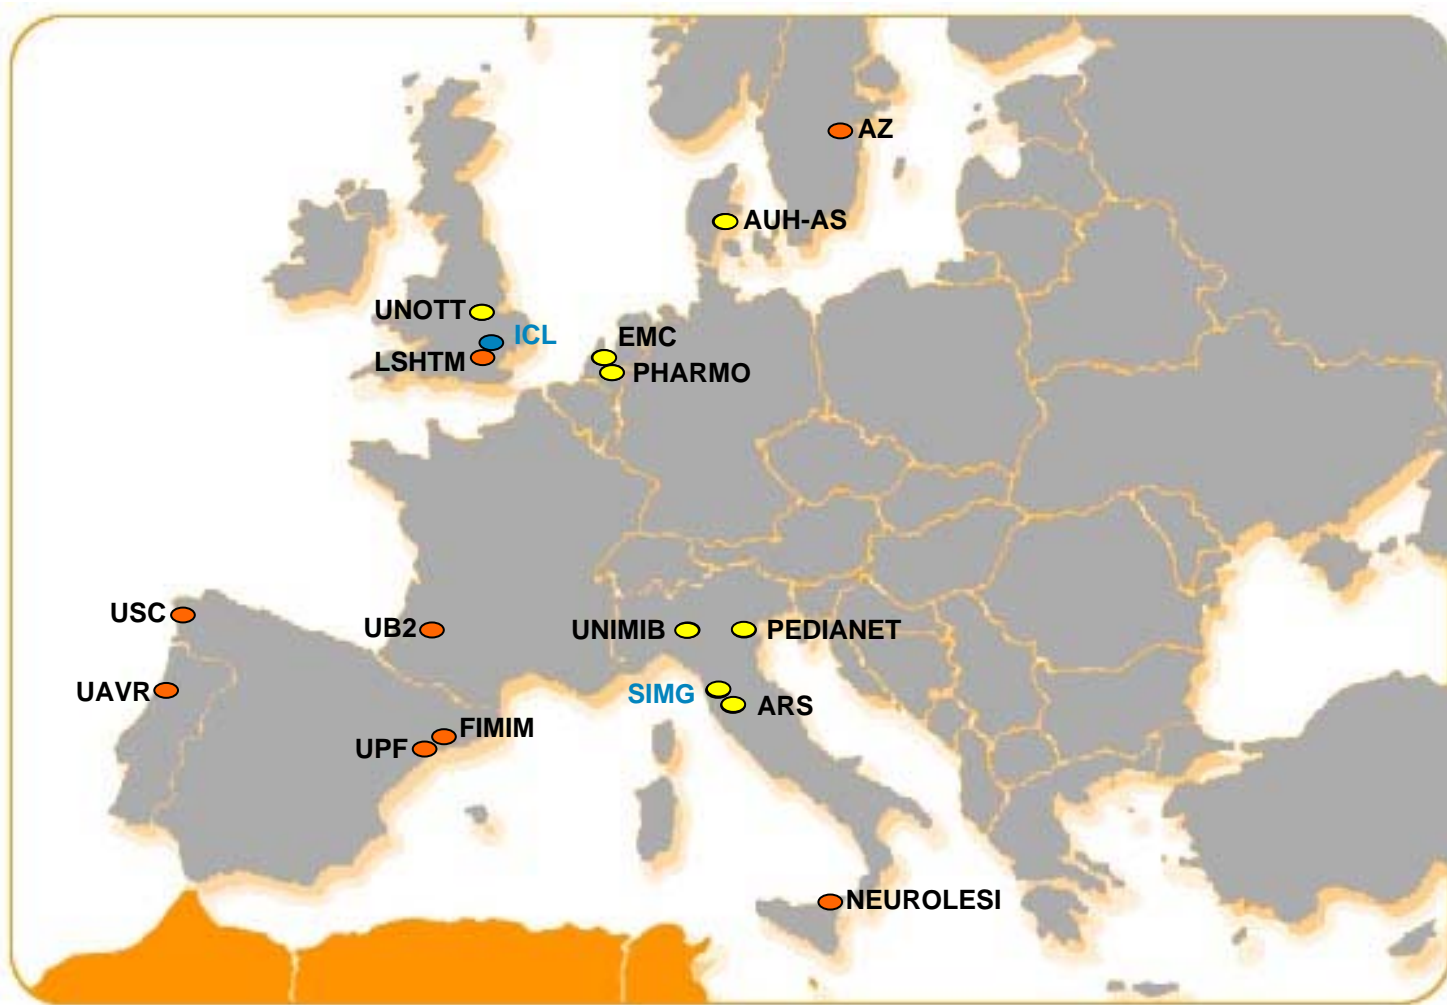 AZ
AUH-AS
UNOTT
ICL
EMC
LSHTM
PHARMO
USC
UB2
UNIMIB
PEDIANET
UAVR
SIMG
ARS
FIMIM
UPF
NEUROLESI